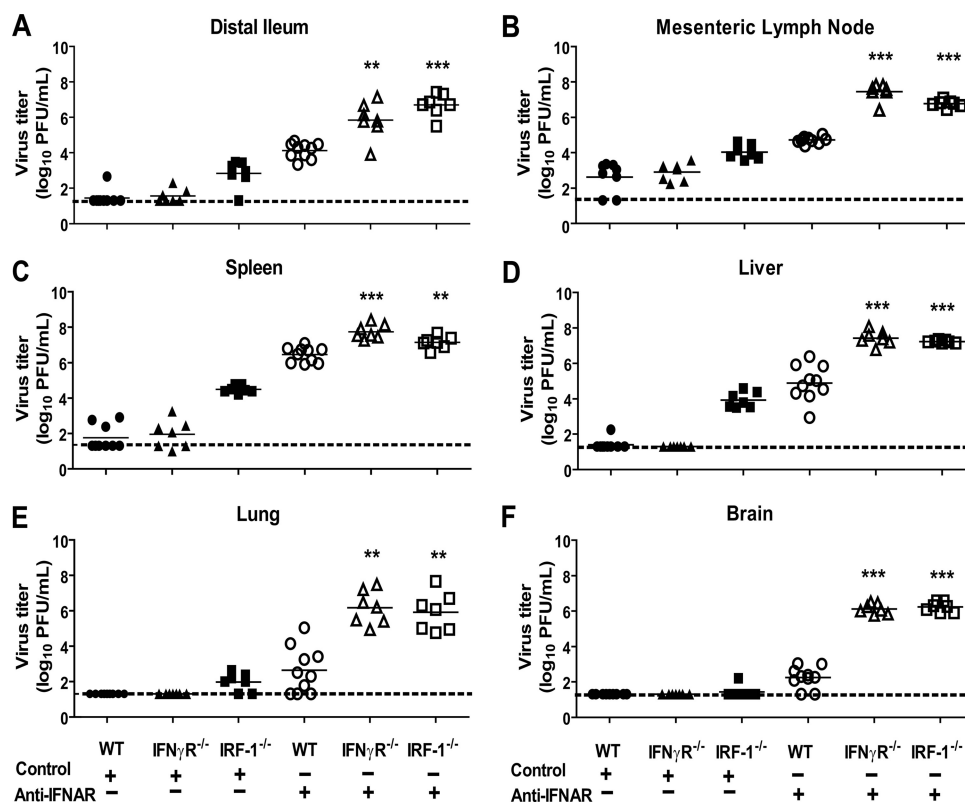 A
Distal Ileum
**
***
Virus titer
(log10 PFU/mL)
10
8
6
4
2
0
B
Mesenteric Lymph Node
***
***
Virus titer
(log10 PFU/mL)
10
8
6
4
2
0
C
Spleen
***
**
Virus titer
(log10 PFU/mL)
10
8
6
4
2
0
D
Liver
***
***
Virus titer
(log10 PFU/mL)
10
8
6
4
2
0
E
Lung
**
**
Virus titer
(log10 PFU/mL)
10
8
6
4
2
0
F
Brain
***
***
Virus titer
(log10 PFU/mL)
10
8
6
4
2
0
WT IFNγR-/- IRF-1-/- WT IFNγR-/- IRF-1-/-
Control + + + – – –
Anti-IFNAR – – – + + +
WT IFNγR-/- IRF-1-/- WT IFNγR-/- IRF-1-/-
Control + + + – – –
Anti-IFNAR – – – + + +